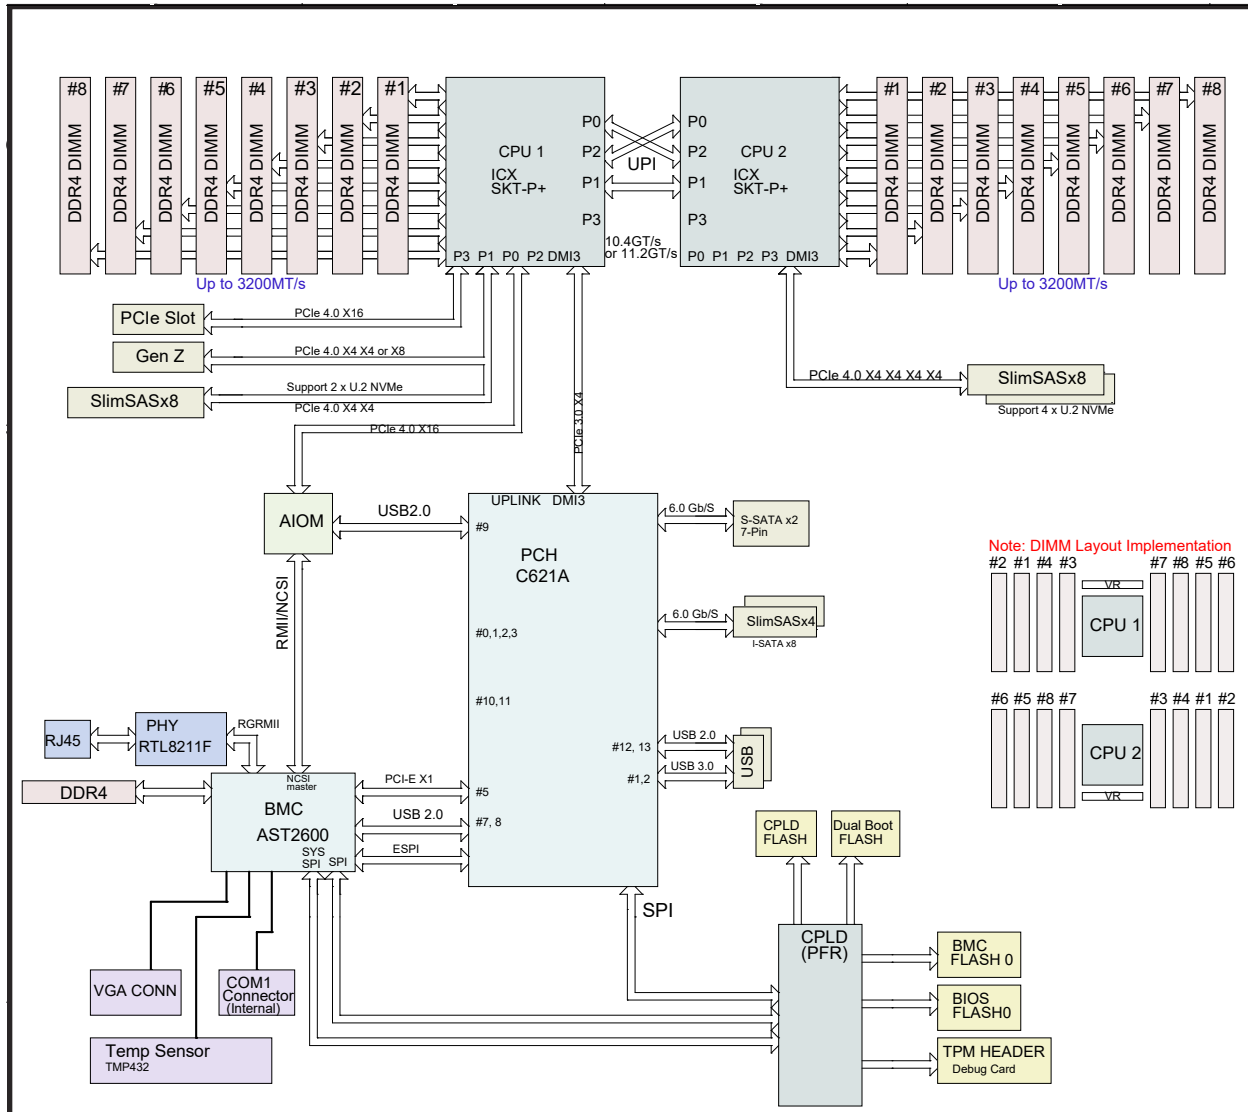 #8 #7 #6 #5 #4 #3 #2 #1
DDR4 DIMM DDR4 DIMM DDR4 DIMM DDR4 DIMM DDR4 DIMM DDR4 DIMM DDR4 DIMM DDR4 DIMM
Up to 3200MT/s
CPU 1
ICX
SKT-P+
P0
P2
P1
P3
P3 P1 P0 P2 DMI3
UPI
10.4GT/s
or 11.2GT/s
P0
P2
P1
P3
CPU 2
ICX
SKT-P+
P0 P1 P2 P3 DMI3
#1 #2 #3 #4 #5 #6 #7 #8
DDR4 DIMM DDR4 DIMM DDR4 DIMM DDR4 DIMM DDR4 DIMM DDR4 DIMM DDR4 DIMM DDR4 DIMM
Up to 3200MT/s
PCIe Slot
PCIe 4.0 X16
Gen Z
PCIe 4.0 X4 X4 or X8
SlimSASx8
Support 2 x U.2 NVMe
PCIe 4.0 X4 X4
PCIe 4.0 X16
PCIe 3.0 X4
PCIe 4.0 X4 X4 X4 X4
SlimSASx8
Support 4 x U.2 NVMe
AIOM
USB2.0
RMII/NCSI
UPLINK DMI3
#9
PCH
C621A
#0,1,2,3
#10,11
#12, 13
#1,2
#5
#7, 8
6.0 Gb/S
S-SATA x2
7-Pin
6.0 Gb/S
SlimSASx4
I-SATA x8
USB 2.0
USB 3.0
USB
Note: DIMM Layout Implementation
#2 #1 #4 #3
#7 #8 #5 #6
VR
CPU 1
#6 #5 #8 #7
#3 #4 #1 #2
CPU 2
VR
RJ45
PHY
RTL8211F
RGRMII
DDR4
NCSI
master
BMC
AST2600
SYS
SPI
SPI
PCI-E X1
USB 2.0
ESPI
SPI
VGA CONN
COM1
Connector
(Internal)
Temp Sensor
TMP432
CPLD
FLASH
Dual Boot
FLASH
CPLD
(PFR)
BMC
FLASH 0
BIOS
FLASH0
TPM HEADER
Debug Card